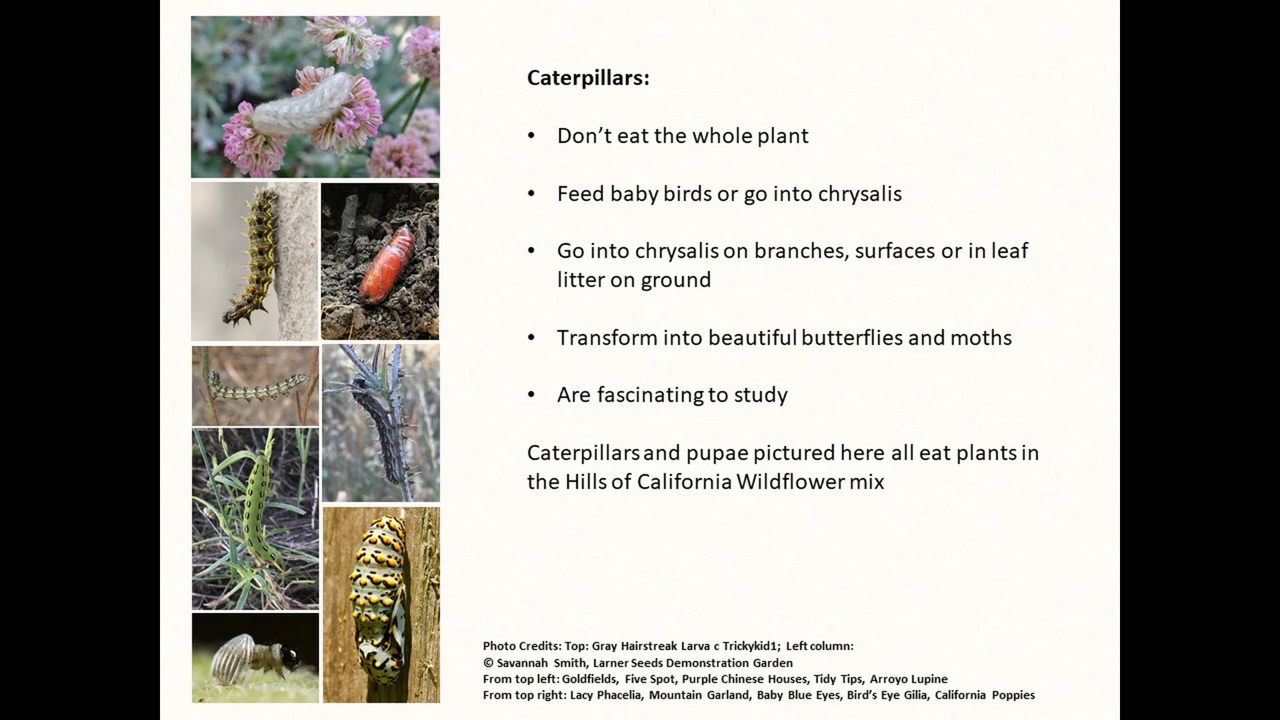 Caterpillars:
• Don’t eat the whole plant
• Feed baby birds or go into chrysalis
• Go into chrysalis on branches, surfaces or in leaf
litter on ground
• Transform into beautiful butterflies and moths
• Are fascinating to study
Caterpillars and pupae pictured here all eat plants in
the Hills of California Wildflower mix
Photo Credits: Top: Gray Hairstreak Larva c Trickykid1; Left column:
© Savannah Smith, Larner Seeds Demonstration Garden
From top left: Goldfields, Five Spot, Purple Chinese Houses, Tidy Tips, Arroyo Lupine
From top right: Lacy Phacelia, Mountain Garland, Baby Blue Eyes, Bird’s Eye Gilia, California Poppies